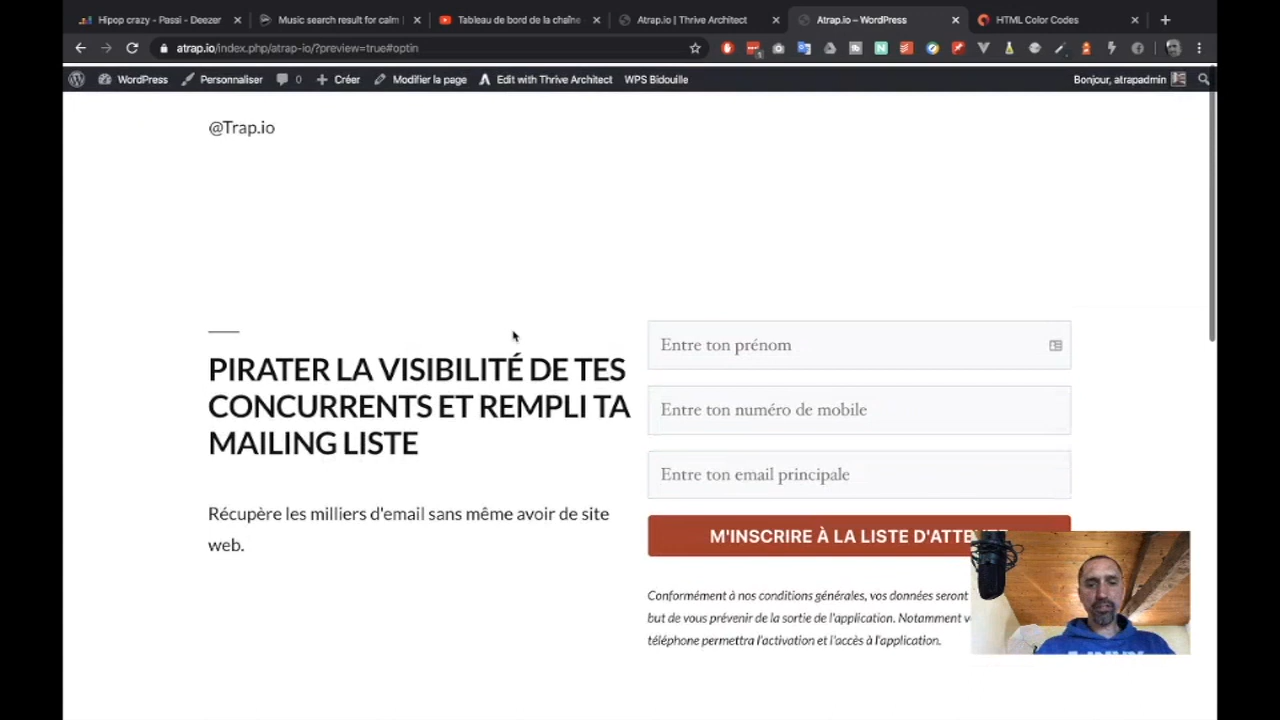 Hipop crazy - Passi - Deezer
Music search result for calm
Tableau de bord de la chaîne
Atrap.io | Thrive Architect
Atrap.io – WordPress
HTML Color Codes
atrap.io/index.php/atrap-io/?preview=true#optin
WordPress
Personnaliser
0
Créer
Modifier la page
Edit with Thrive Architect
WPS Bidouille
Bonjour, atrapadmin
@Trap.io
PIRATER LA VISIBILITÉ DE TES
CONCURRENTS ET REMPLI TA
MAILING LISTE
Récupère les milliers d'email sans même avoir de site
web.
Entre ton prénom
Entre ton numéro de mobile
Entre ton email principale
M'INSCRIRE À LA LISTE
Conformément à nos conditions générales, vos données seront
but de vous prévenir de la sortie de l'application. Notamment
téléphone permettra l'activation et l'accès à l'application.